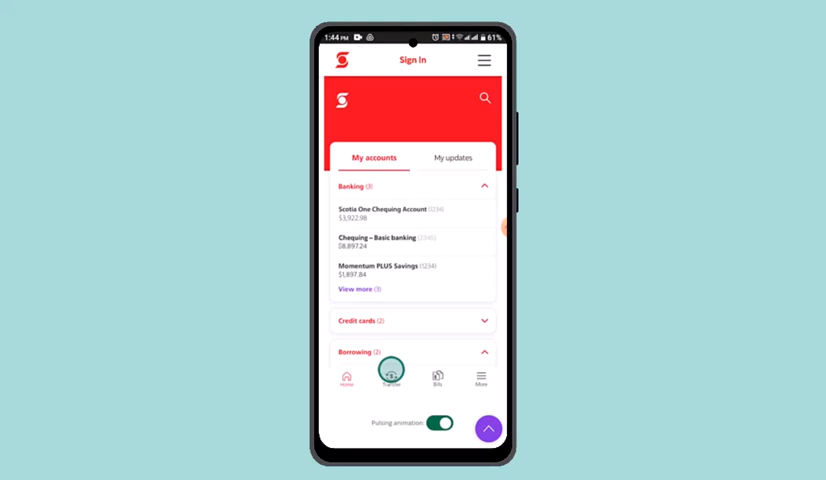 1:44 PM 61%
Sign In
My accounts My updates
Banking (3)
Scotia One Chequing Account (1234)
$3,922.98
Chequing – Basic banking (2345)
$8,897.24
Momentum PLUS Savings (1234)
$1,897.84
View more (3)
Credit cards (2)
Borrowing (2)
Home Transfer Bills More
Pulsing animation: